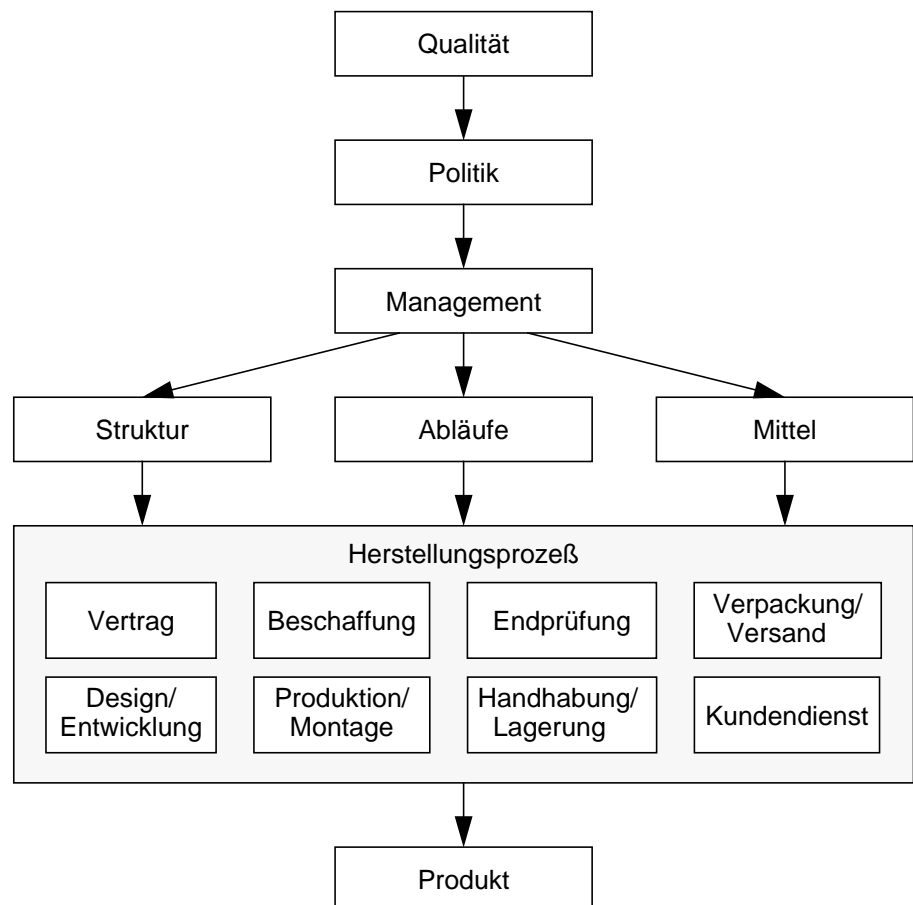 Qualität
Politik
Management
Struktur
Abläufe
Mittel
Herstellungsprozeß
Vertrag
Beschaffung
Endprüfung
Verpackung/
Versand
Design/
Entwicklung
Produktion/
Montage
Handhabung/
Lagerung
Kundendienst
Produkt